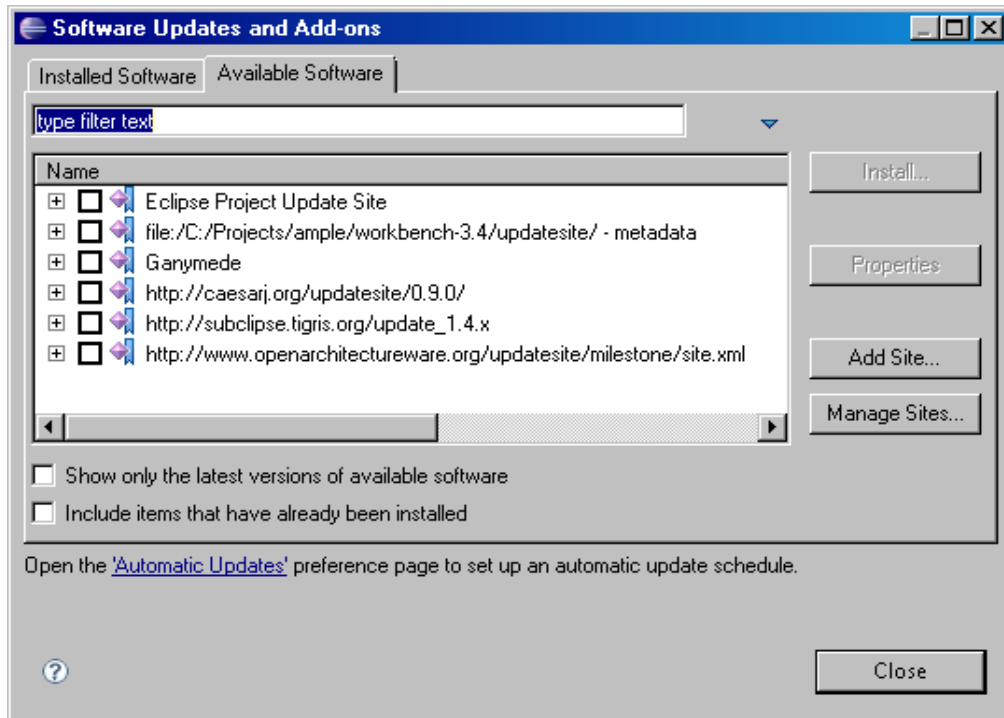 Software Updates and Add-ons
Installed Software
Available Software
type filter text
Name
Install...
Eclipse Project Update Site
file:/C:/Projects/ample/workbench-3.4/updatesite/ - metadata
Ganymede
Properties
http://caesarj.org/updatesite/0.9.0/
http://subclipse.tigris.org/update_1.4.x
http://www.openarchitectureware.org/updatesite/milestone/site.xml
Add Site...
Manage Sites...
Show only the latest versions of available software
Include items that have already been installed
Open the 'Automatic Updates' preference page to set up an automatic update schedule.
?
Close